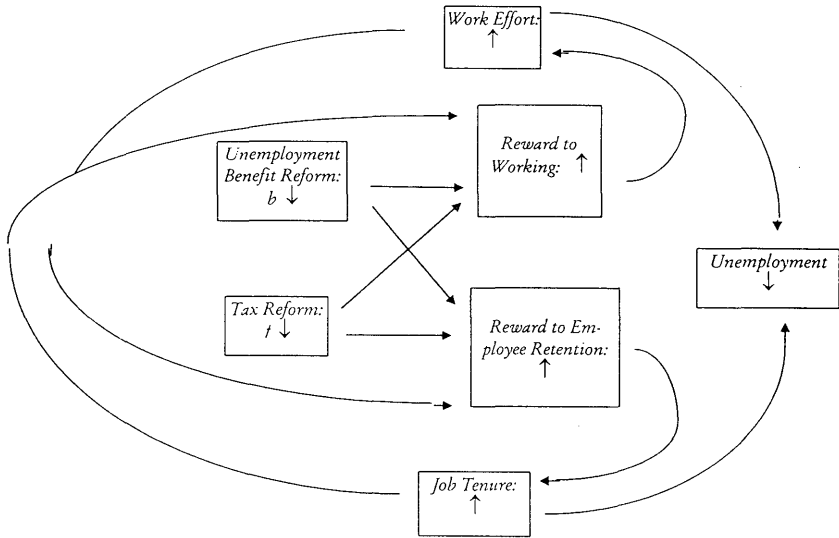 Work Effort:
↑
Unemployment
Benefit Reform:
b ↓
Reward to
Working: ↑
Unemployment
↓
Tax Reform:
t ↓
Reward to Em-
ployee Retention:
↑
Job Tenure:
↑